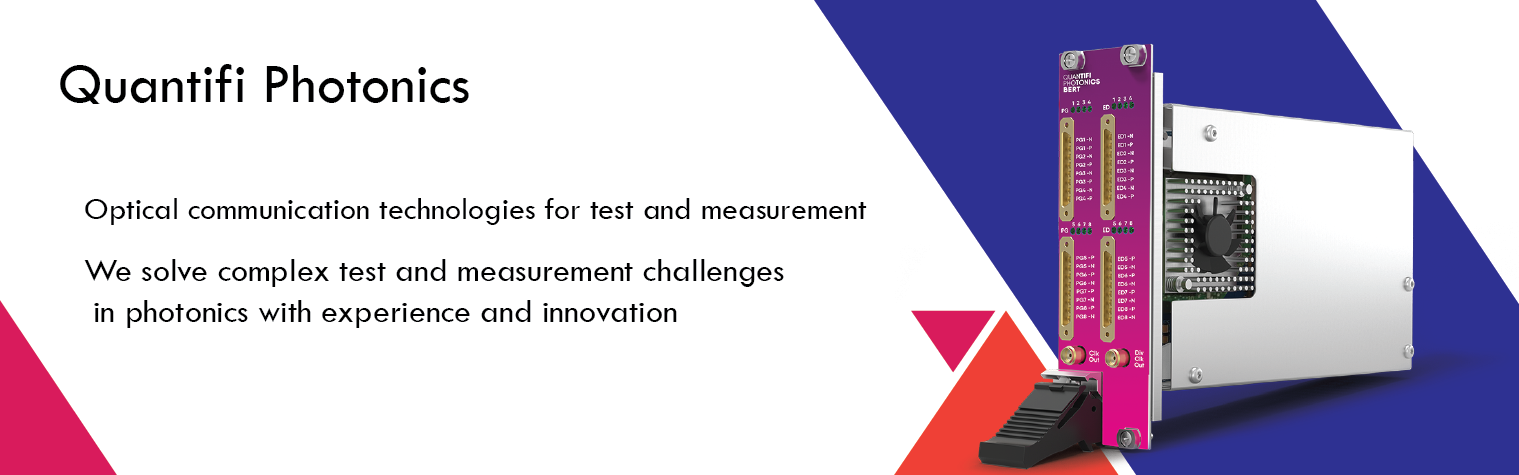 Quantifi Photonics
Optical communication technologies for test and measurement
We solve complex test and measurement challenges
in photonics with experience and innovation
QUANTIFI
PHOTONICS
BERT
1 2 3 4
PG
1 2 3 4
ED
PG1-N
PG1-P
PG2-N
PG2-P
PG3-N
PG3-P
PG4-N
PG4-P
ED1-N
ED1-P
ED2-N
ED2-P
ED3-N
ED3-P
ED4-N
ED4-P
5 6 7 8
PG
5 6 7 8
ED
PG5-P
PG5-N
PG6-P
PG6-N
PG7-P
PG7-N
PG8-P
PG8-N
ED5-P
ED5-N
ED6-P
ED6-N
ED7-P
ED7-N
ED8-P
ED8-N
Clk
Out
Div
Clk
Out